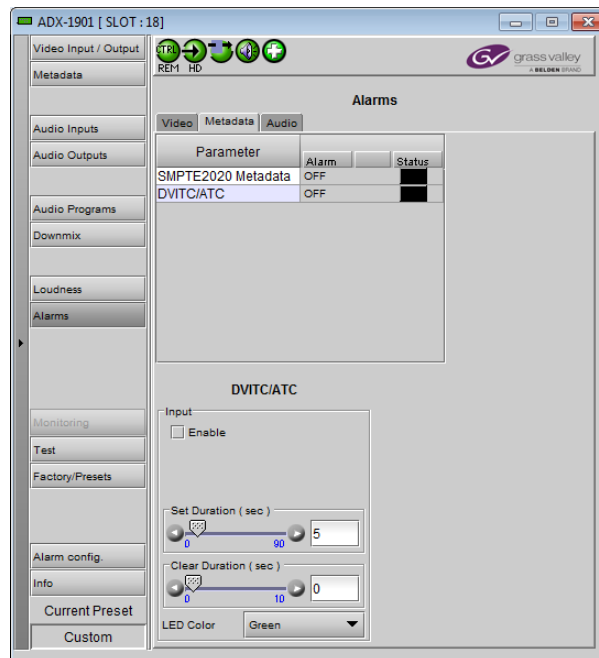 ADX-1901 [ SLOT : 18]
Video Input / Output
Metadata
Audio Inputs
Audio Outputs
Audio Programs
Downmix
Loudness
Alarms
Monitoring
Test
Factory/Presets
Alarm config.
Info
Current Preset
Custom
CTRL
REM HD
GV grass valley
A BELDEN BRAND
Alarms
Video Metadata Audio
Parameter Alarm Status
SMPTE2020 Metadata OFF
DVITC/ATC OFF
DVITC/ATC
Input
Enable
Set Duration ( sec )
0 90 5
Clear Duration ( sec )
0 10 0
LED Color Green